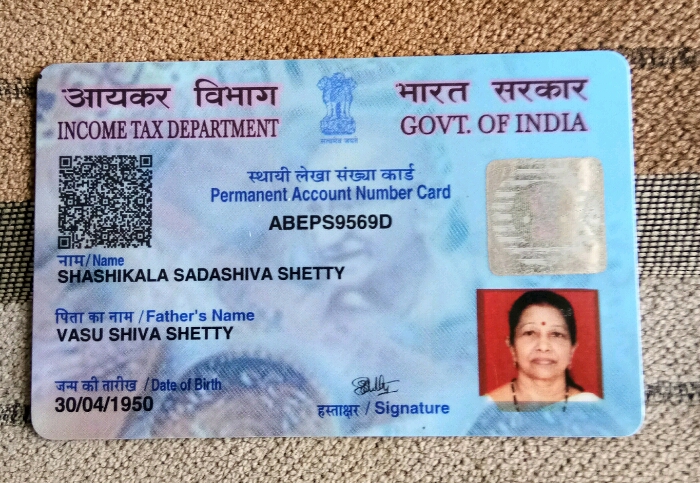 आयकर विभाग
INCOME TAX DEPARTMENT
भारत सरकार
GOVT. OF INDIA
सत्यमेव जयते
स्थायी लेखा संख्या कार्ड
Permanent Account Number Card
ABEPS9569D
नाम/Name
SHASHIKALA SADASHIVA SHETTY
पिता का नाम / Father's Name
VASU SHIVA SHETTY
जन्म की तारीख / Date of Birth
30/04/1950
हस्ताक्षर / Signature